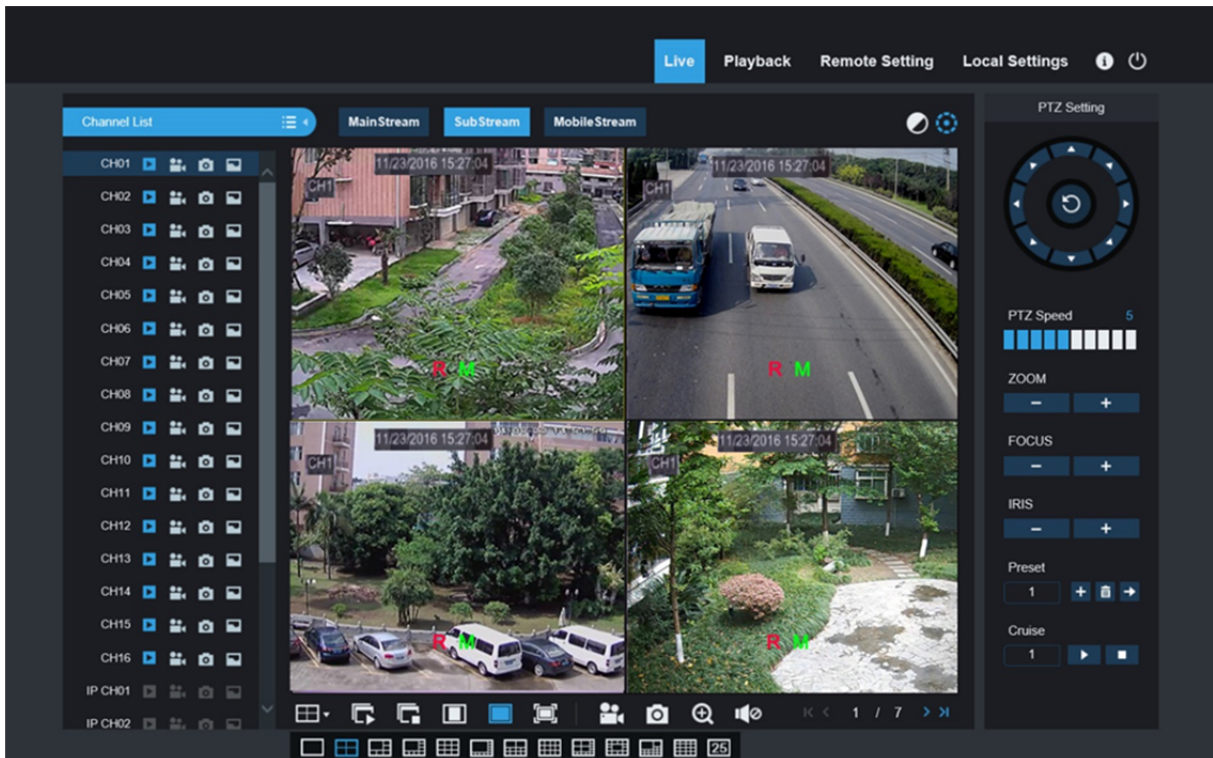 Live Playback Remote Setting Local Settings
Channel List
MainStream SubStream MobileStream
PTZ Setting
CH01
CH02
CH03
CH04
CH05
CH06
CH07
CH08
CH09
CH10
CH11
CH12
CH13
CH14
CH15
CH16
IP CH01
IP CH02
11/23/2016 15:27:04
CH1
R M
11/23/2016 15:27:04
CH1
R M
11/23/2016 15:27:04
CH1
R M
11/23/2016 15:27:04
CH1
R M
PTZ Speed 5
ZOOM
− +
FOCUS
− +
IRIS
− +
Preset
1 +
Cruise
1
1 / 7
25